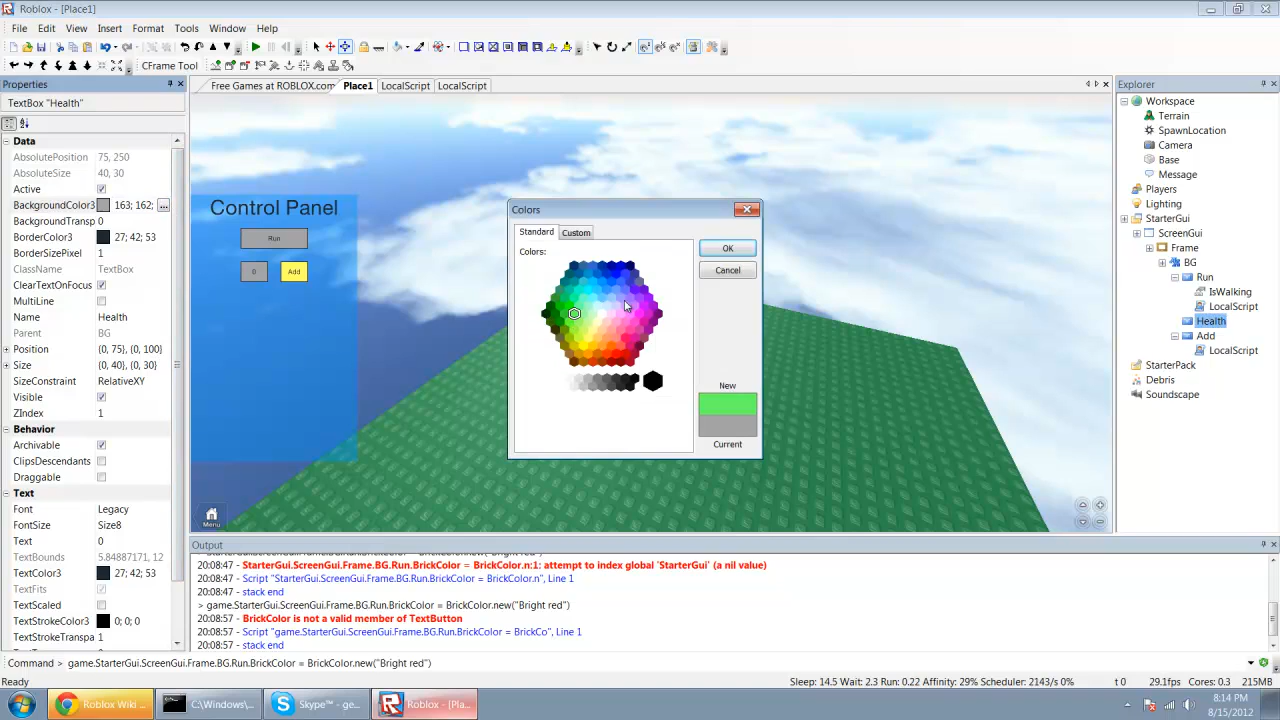 Roblox - [Place1]
File Edit View Insert Format Tools Window Help
CFrame Tool
Properties
TextBox "Health"
Data
AbsolutePosition 75, 250
AbsoluteSize 40, 30
Active
BackgroundColor3 163; 162; ...
BackgroundTransp 0
BorderColor3 27; 42; 53
BorderSizePixel 1
ClassName TextBox
ClearTextOnFocus
MultiLine
Name Health
Parent BG
Position {0, 75}, {0, 100}
Size {0, 40}, {0, 30}
SizeConstraint RelativeXY
Visible
ZIndex 1
Behavior
Archivable
ClipsDescendants
Draggable
Text
Font Legacy
FontSize Size8
Text 0
TextBounds 5.84887171, 12
TextColor3 27; 42; 53
TextFits
TextScaled
TextStrokeColor3 0; 0; 0
TextStrokeTranspa 1
Free Games at ROBLOX.com Place1 LocalScript LocalScript
Control Panel
Run
0 Add
Menu
Colors
Standard Custom
Colors:
OK
Cancel
New
Current
Explorer
Workspace
Terrain
SpawnLocation
Camera
Base
Message
Players
Lighting
StarterGui
ScreenGui
Frame
BG
Run
IsWalking
LocalScript
Health
Add
LocalScript
StarterPack
Debris
Soundscape
Output
20:08:47 - StarterGui.ScreenGui.Frame.BG.Run.BrickColor = BrickColor.n:1: attempt to index global 'StarterGui' (a nil value)
20:08:47 - Script "StarterGui.ScreenGui.Frame.BG.Run.BrickColor = BrickColor.n", Line 1
20:08:47 - stack end
> game.StarterGui.ScreenGui.Frame.BG.Run.BrickColor = BrickColor.new("Bright red")
20:08:57 - BrickColor is not a valid member of TextButton
20:08:57 - Script "game.StarterGui.ScreenGui.Frame.BG.Run.BrickColor = BrickCo", Line 1
20:08:57 - stack end
Command > game.StarterGui.ScreenGui.Frame.BG.Run.BrickColor = BrickColor.new("Bright red")
Ready
Sleep: 14.5 Wait: 2.3 Run: 0.22 Affinity: 29% Scheduler: 2143/s 0% t 0 29.1fps Cores: 0.3 215MB
Roblox Wiki ... C:\Windows\... Skype™ - ge... Roblox - [Pla...
8:14 PM
8/15/2012